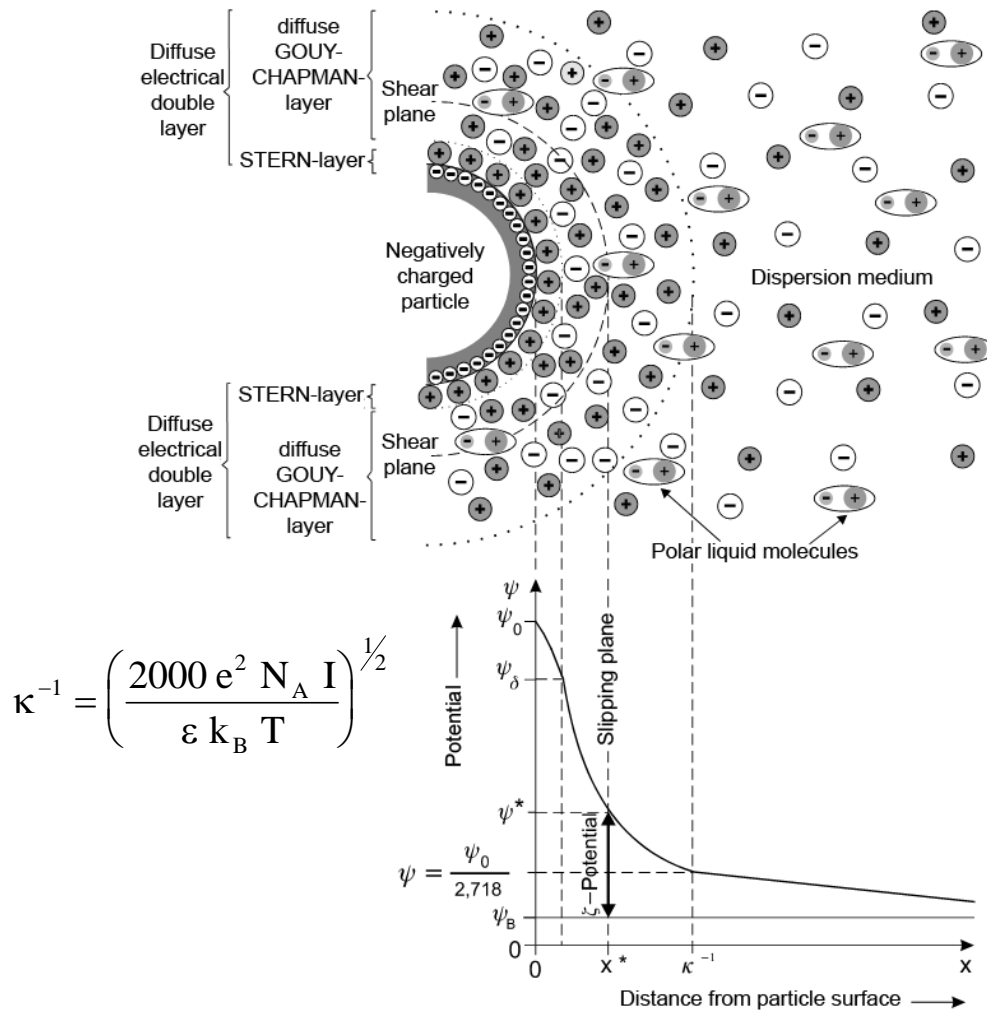 Diffuse
electrical
double
layer
diffuse
GOUY-
CHAPMAN-
layer
Shear
plane
STERN-layer
Negatively
charged
particle
Dispersion medium
STERN-layer
Diffuse
electrical
double
layer
diffuse
GOUY-
CHAPMAN-
layer
Shear
plane
Polar liquid molecules
κ⁻¹ = (2000 e² N_A I / ε k_B T)^½
ψ
ψ₀
ψ_δ
ψ*
ψ = ψ₀ / 2,718
ψ_B
0
Potential
Slipping plane
ζ–Potential
0
x*
κ⁻¹
x
Distance from particle surface